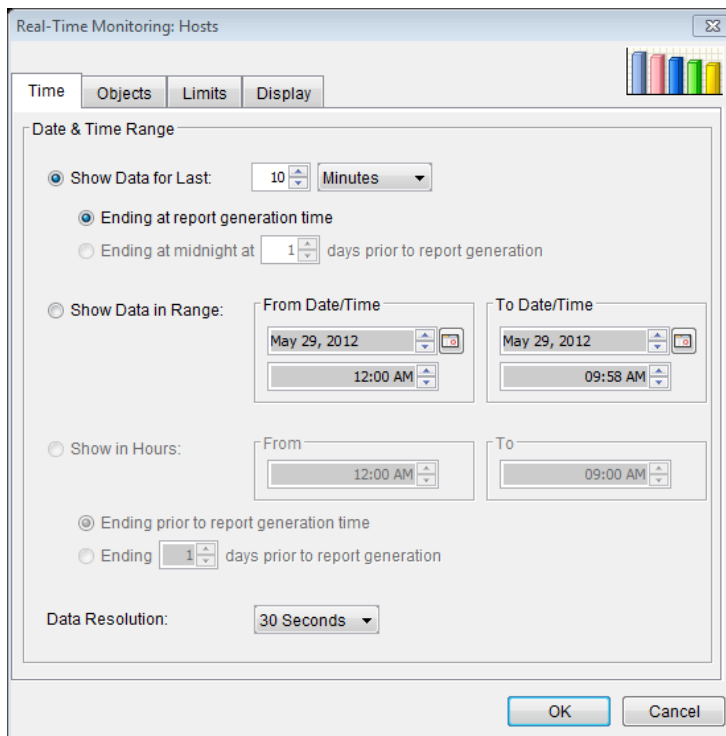 Real-Time Monitoring: Hosts
Time Objects Limits Display
Date & Time Range
Show Data for Last: 10 Minutes
Ending at report generation time
Ending at midnight at 1 days prior to report generation
Show Data in Range: From Date/Time To Date/Time
May 29, 2012 May 29, 2012
12:00 AM 09:58 AM
Show in Hours: From To
12:00 AM 09:00 AM
Ending prior to report generation time
Ending 1 days prior to report generation
Data Resolution: 30 Seconds
OK Cancel